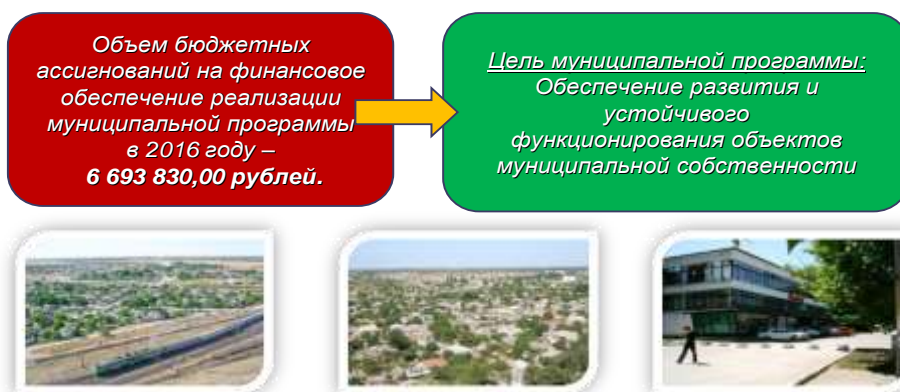 Объем бюджетных
ассигнований на финансовое
обеспечение реализации
муниципальной программы
в 2016 году –
6 693 830,00 рублей.
Цель муниципальной программы:
Обеспечение развития и
устойчивого
функционирования объектов
муниципальной собственности